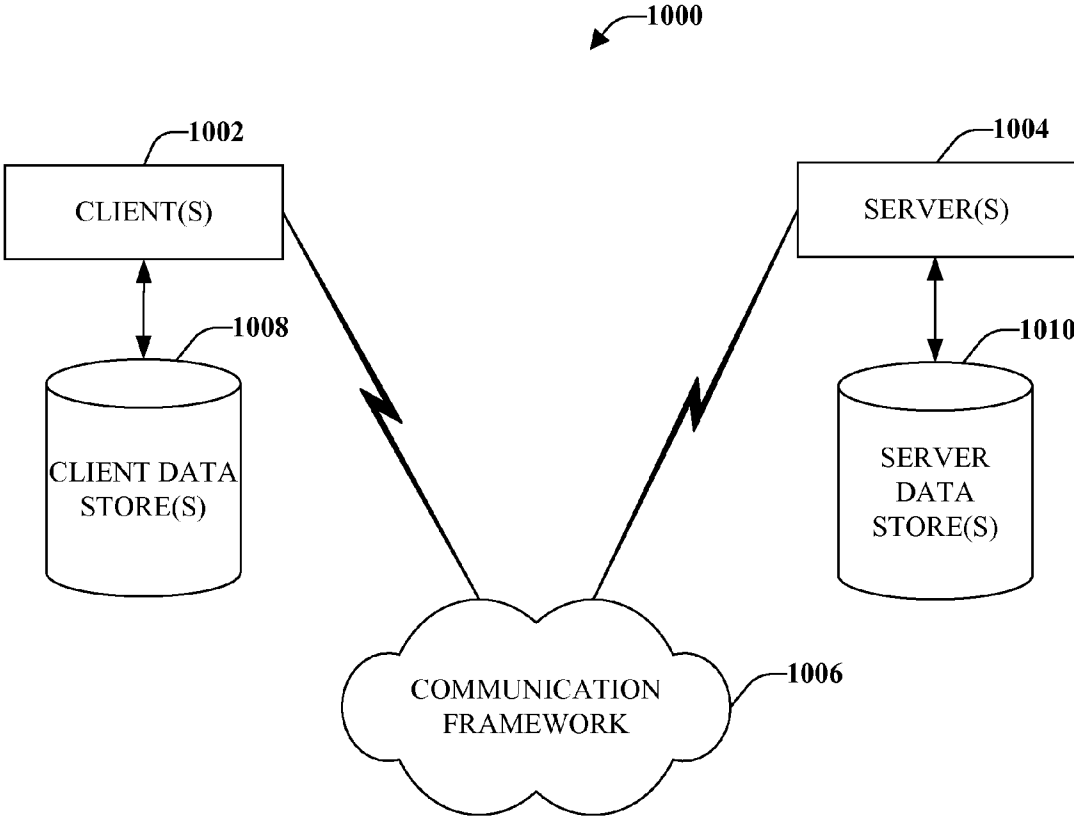 1000
1002
1004
CLIENT(S)
SERVER(S)
1008
1010
CLIENT DATA
STORE(S)
SERVER
DATA
STORE(S)
1006
COMMUNICATION
FRAMEWORK